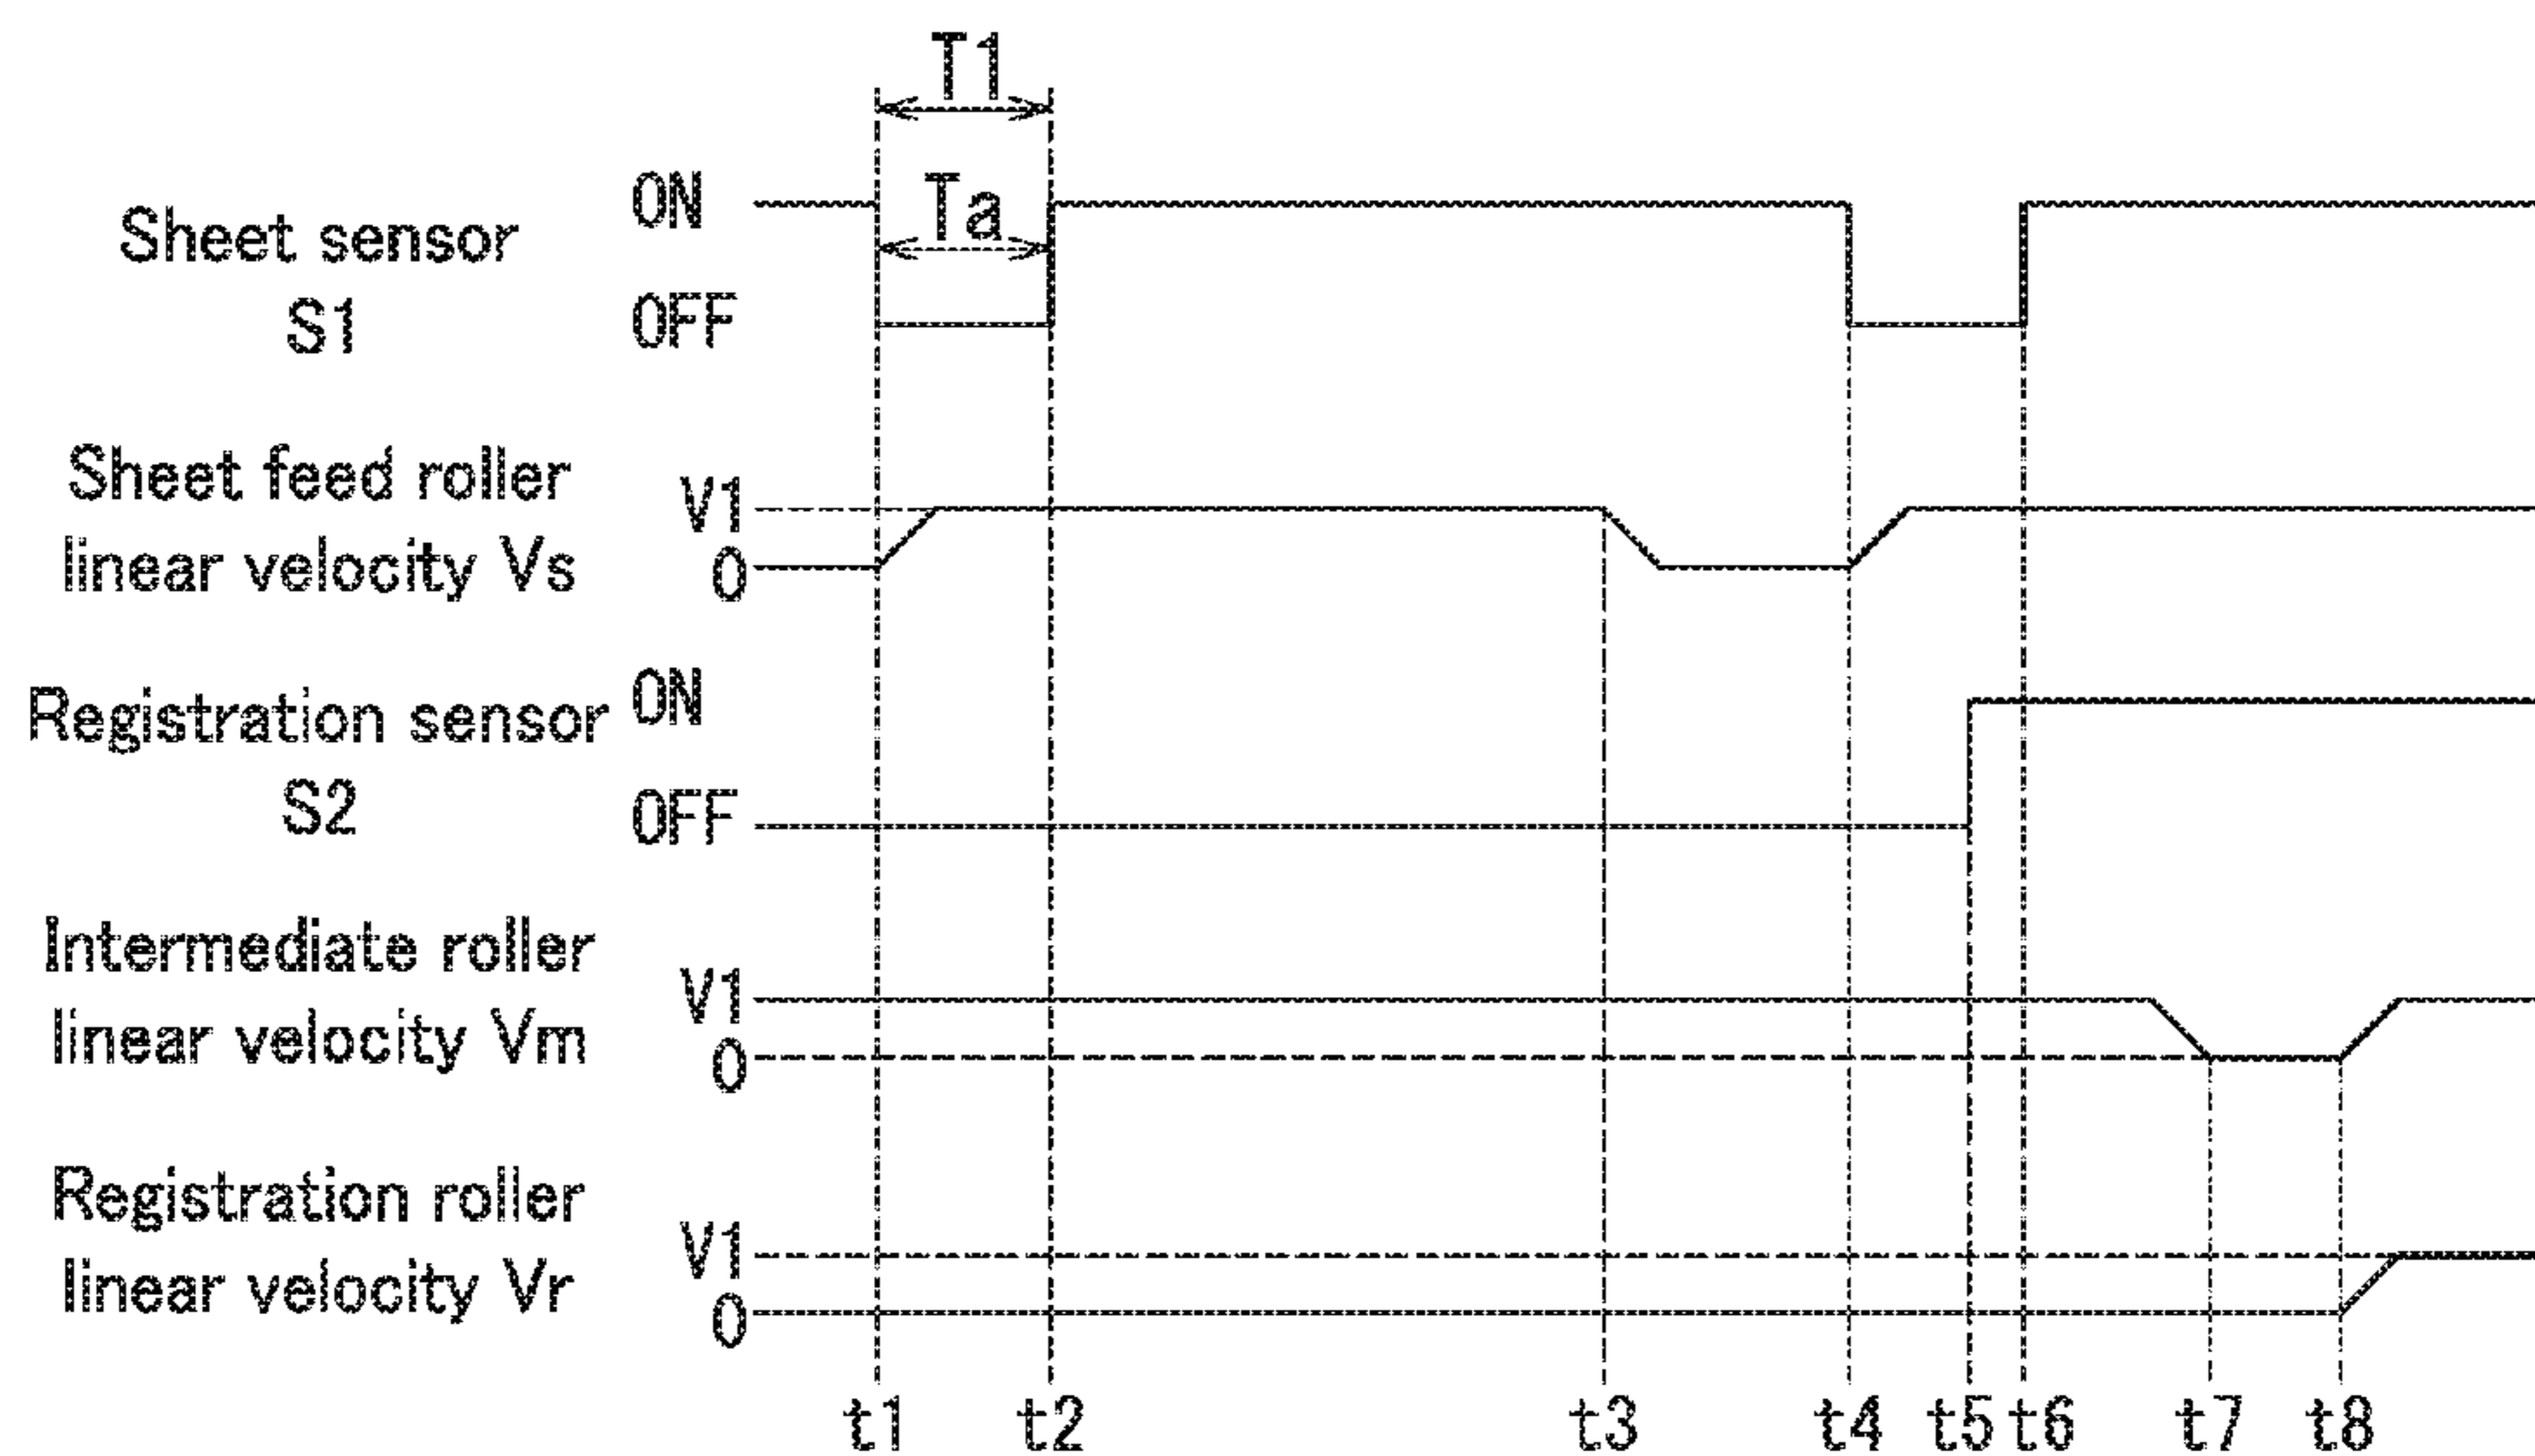 T1
Ta
Sheet sensor
S1
ON
OFF
Sheet feed roller
linear velocity Vs
V1
0
Registration sensor
S2
ON
OFF
Intermediate roller
linear velocity Vm
V1
0
Registration roller
linear velocity Vr
V1
0
t1 t2 t3 t4 t5 t6 t7 t8